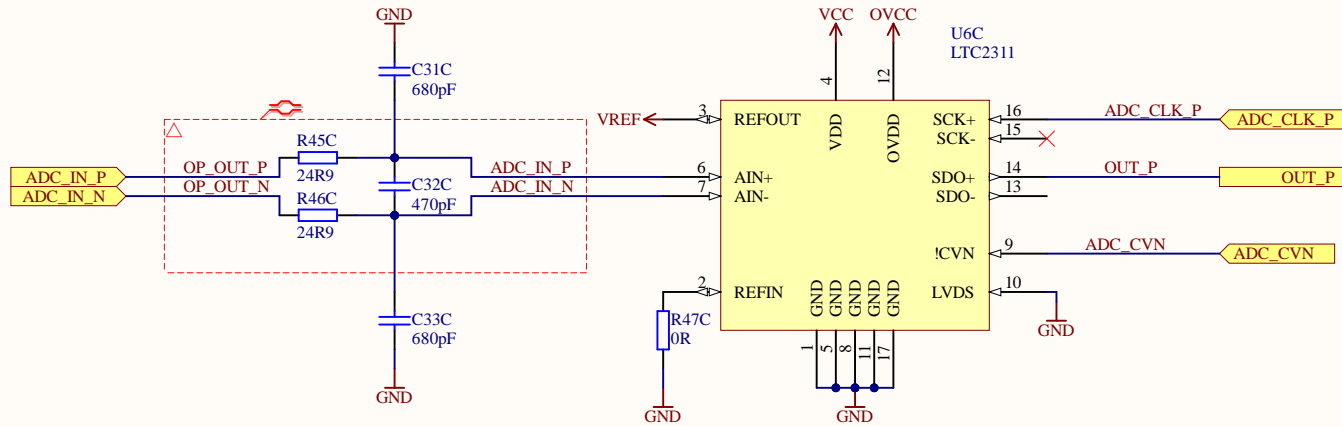 GND
VCC
OVCC
U6C
LTC2311
C31C
680pF
4
12
VREF
3
REFOUT
VDD
OVDD
SCK+
16
ADC_CLK_P
ADC_CLK_P
SCK-
15
R45C
24R9
ADC_IN_P
OP_OUT_P
ADC_IN_P
6
AIN+
SDO+
14
OUT_P
OUT_P
ADC_IN_N
OP_OUT_N
C32C
470pF
ADC_IN_N
7
AIN-
SDO-
13
R46C
24R9
!CVN
9
ADC_CVN
ADC_CVN
2
REFIN
GND
GND
GND
GND
GND
LVDS
10
GND
C33C
680pF
R47C
0R
1
5
8
11
17
GND
GND
GND